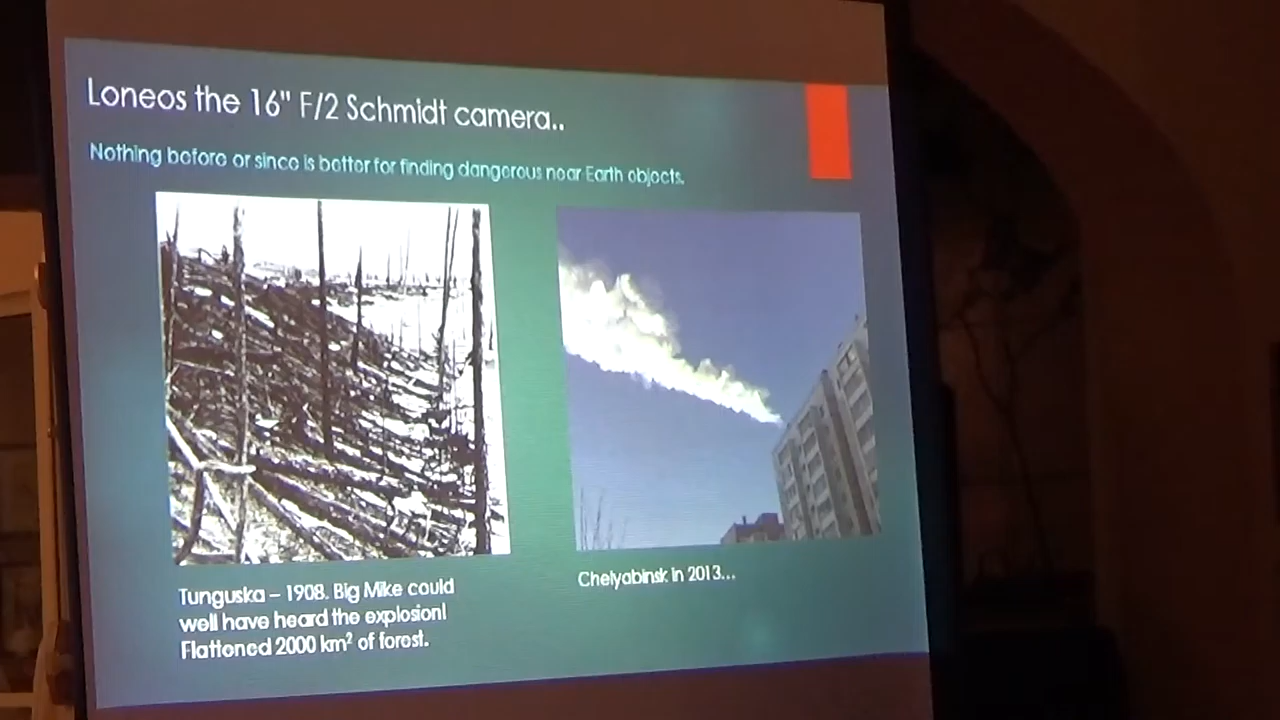 Loneos the 16" F/2 Schmidt camera..
Nothing before or since is better for finding dangerous near Earth objects.
Tunguska – 1908. Big Mike could
well have heard the explosion!
Flattened 2000 km² of forest.
Chelyabinsk in 2013...